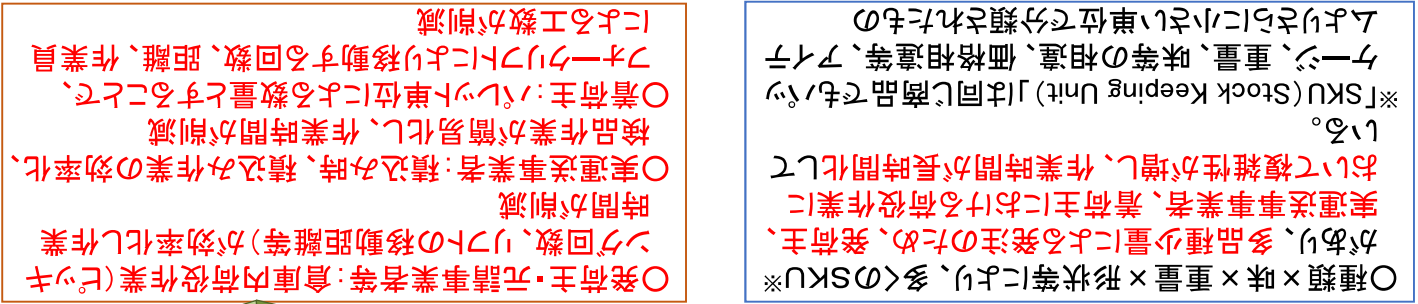 〇種類×味×重量×形状等により、多くのSKU※
があり、多品種少量による発注のため、発荷主、
実運送事事業者、着荷主における荷役作業に
おいて複雑性が増し、作業時間が長時間化して
いる。
※「SKU(Stock Keeping Unit)」は同じ商品でもパッ
ケージ、重量、味等の相違、価格相違等、アイテ
ムよりさらに小さい単位で分類されたもの
〇発荷主・元請事業者等：倉庫内荷役作業(ピッキ
ング回数、リフトの移動距離等)が効率化し作業
時間が削減
〇実運送事業者：積込み時、積込み作業の効率化、
検品作業が簡易化し、作業時間が削減
〇着荷主：パレット単位による数量とすることで、
フォークリフトにより移動する回数、距離、作業員
による工数が削減